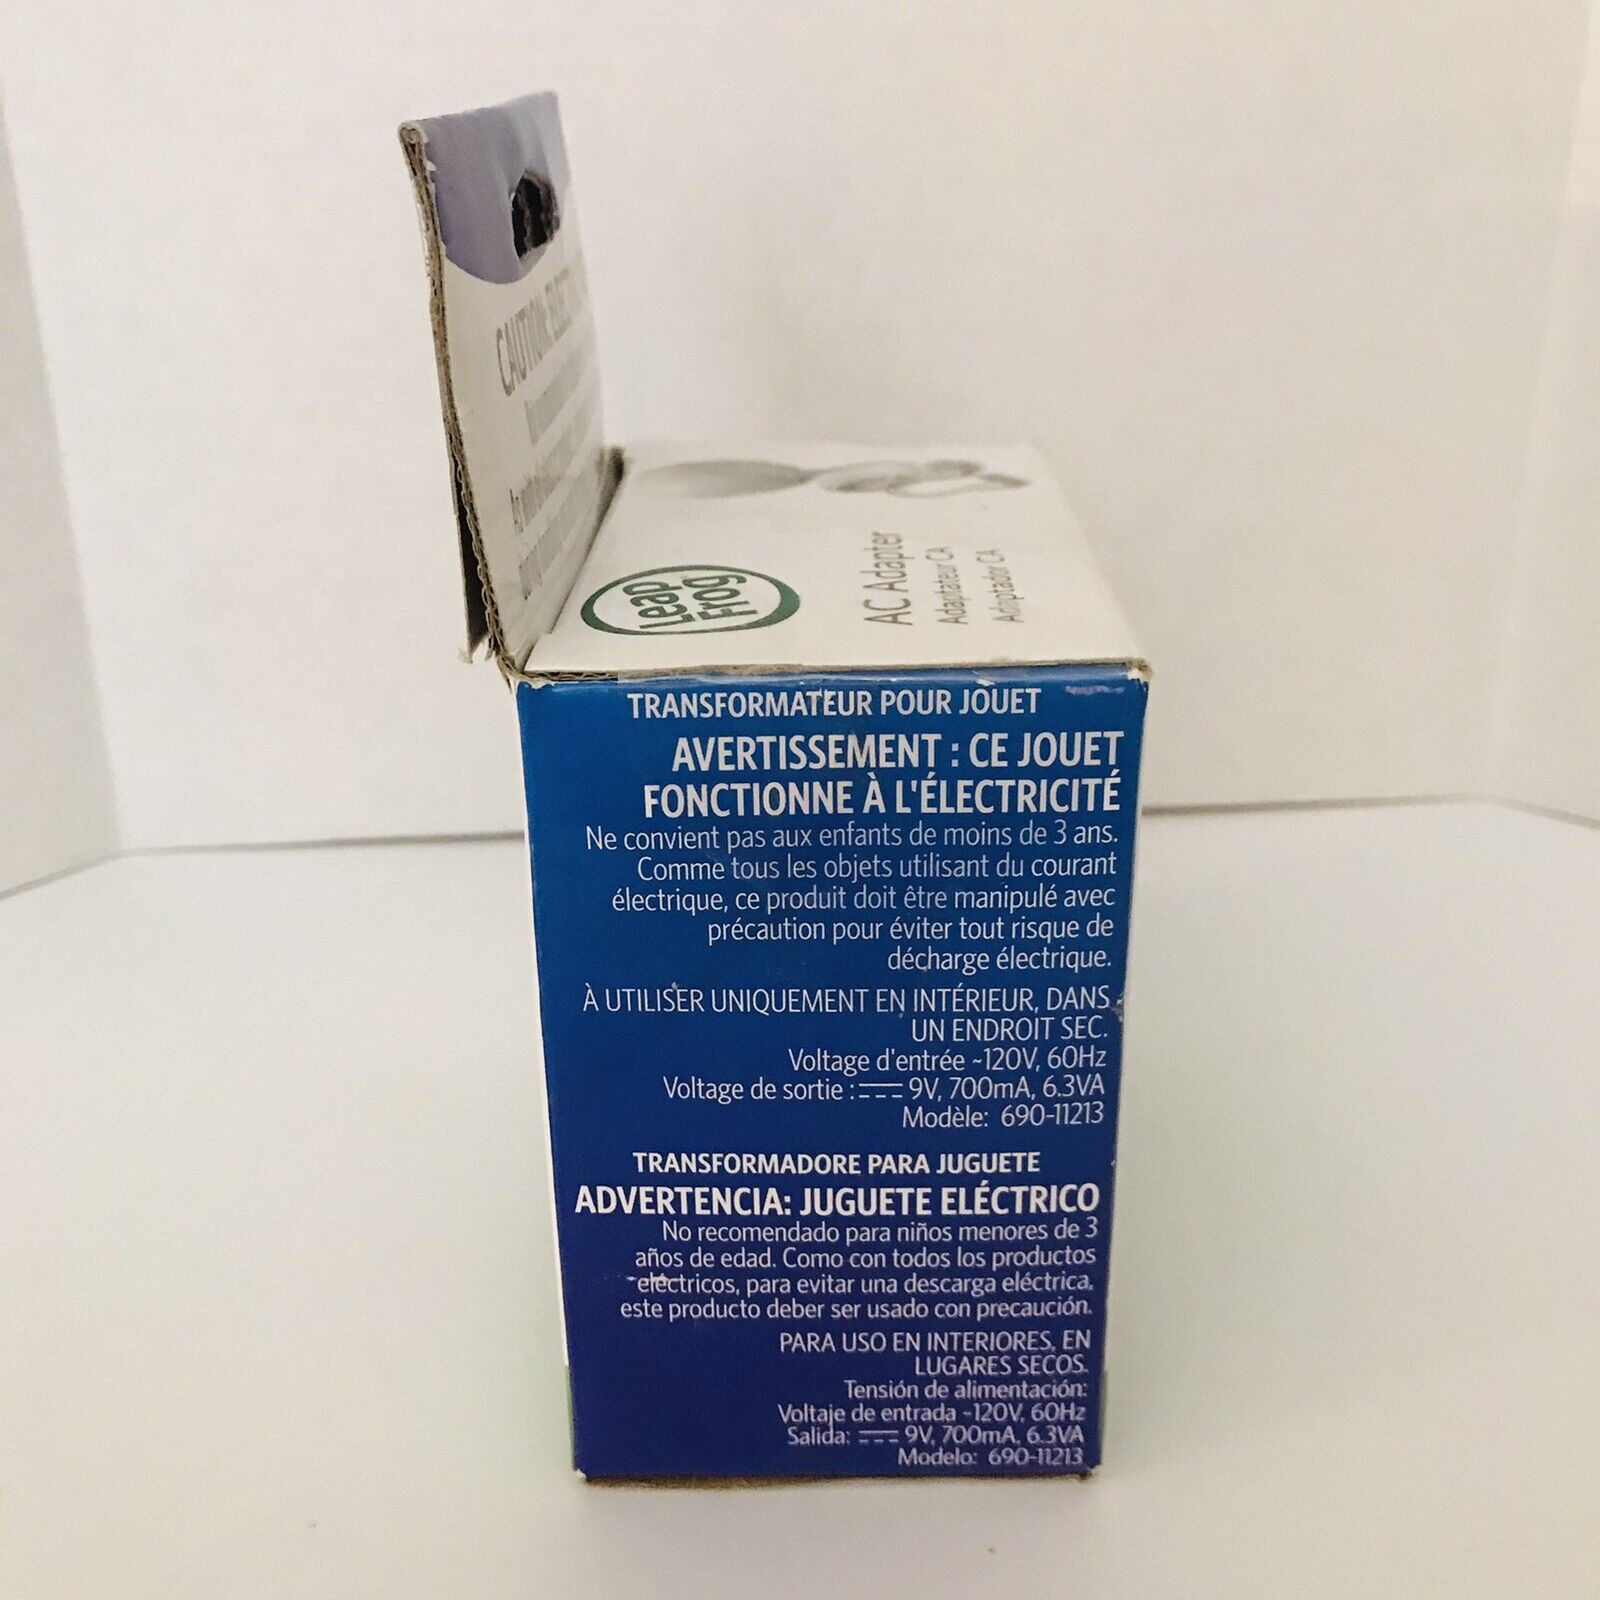 CAUTION: ELECT
Leap
Frog
AC Adapter
Adaptateur CA
Adaptador CA
TRANSFORMATEUR POUR JOUET
AVERTISSEMENT : CE JOUET
FONCTIONNE À L'ÉLECTRICITÉ
Ne convient pas aux enfants de moins de 3 ans.
Comme tous les objets utilisant du courant
électrique, ce produit doit être manipulé avec
précaution pour éviter tout risque de
décharge électrique.
À UTILISER UNIQUEMENT EN INTÉRIEUR, DANS
UN ENDROIT SEC.
Voltage d'entrée ~120V, 60Hz
Voltage de sortie : ⎓ 9V, 700mA, 6.3VA
Modèle: 690-11213
TRANSFORMADORE PARA JUGUETE
ADVERTENCIA: JUGUETE ELÉCTRICO
No recomendado para niños menores de 3
años de edad. Como con todos los productos
eléctricos, para evitar una descarga eléctrica,
este producto deber ser usado con precaución.
PARA USO EN INTERIORES, EN
LUGARES SECOS.
Tensión de alimentación:
Voltaje de entrada ~120V, 60Hz
Salida: ⎓ 9V, 700mA, 6.3VA
Modelo: 690-11213